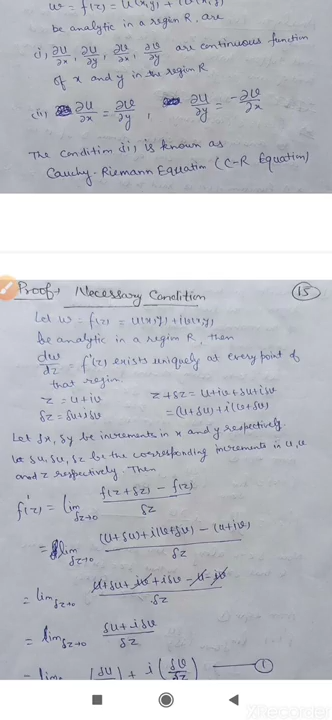 w = f(z) = u(x,y) + iv(x,y)
be analytic in a region R, are
(i) ∂u/∂x, ∂u/∂y, ∂v/∂x, ∂v/∂y are continuous function
of x and y in the region R
(ii) ∂u/∂x = ∂v/∂y, ∂u/∂y = -∂v/∂x
The condition (ii) is known as
Cauchy-Riemann Equation (C-R Equation)
Proof → Necessary Condition
15
Let w = f(z) = u(x,y) + iv(x,y)
be analytic in a region R, then
dw/dz = f'(z) exists uniquely at every point of
that region.
z = u+iv z+δz = u+iv+δu+iδv
δz = δu+iδv = (u+δu)+i(v+δv)
Let δx, δy be increments in x and y respectively.
let δu, δv, δz be the corresponding increments in u, v
and z respectively. Then
f'(z) = lim δz→0 f(z+δz) - f(z) / δz
= lim δz→0 (u+δu)+i(v+δv) - (u+iv) / δz
= lim δz→0 u+δu+iv+iδv-u-iv / δz
= lim δz→0 δu+iδv / δz
= lim (δu + i (δv/δz) — 1
XRecorder